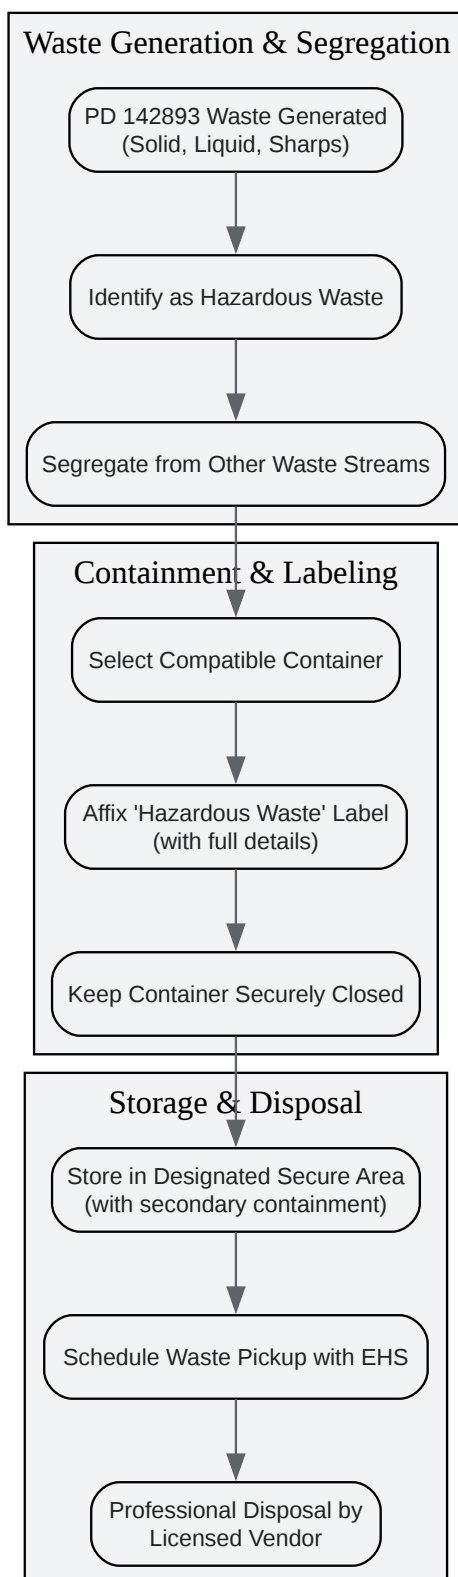 Waste Generation & Segregation
PD 142893 Waste Generated
(Solid, Liquid, Sharps)
Identify as Hazardous Waste
Segregate from Other Waste Streams
Containment & Labeling
Select Compatible Container
Affix 'Hazardous Waste' Label
(with full details)
Keep Container Securely Closed
Storage & Disposal
Store in Designated Secure Area
(with secondary containment)
Schedule Waste Pickup with EHS
Professional Disposal by
Licensed Vendor